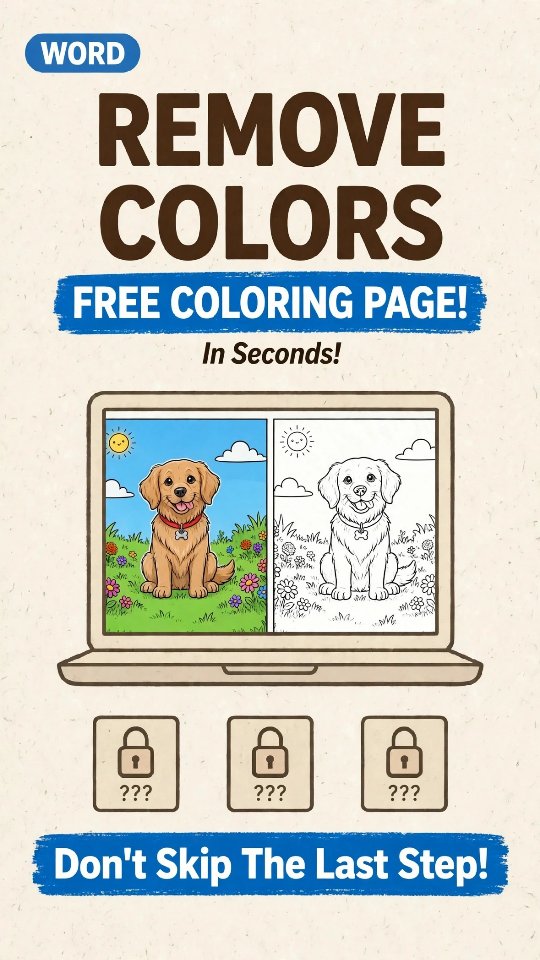 WORD
REMOVE
COLORS
FREE COLORING PAGE!
In Seconds!
??? ??? ???
Don't Skip The Last Step!